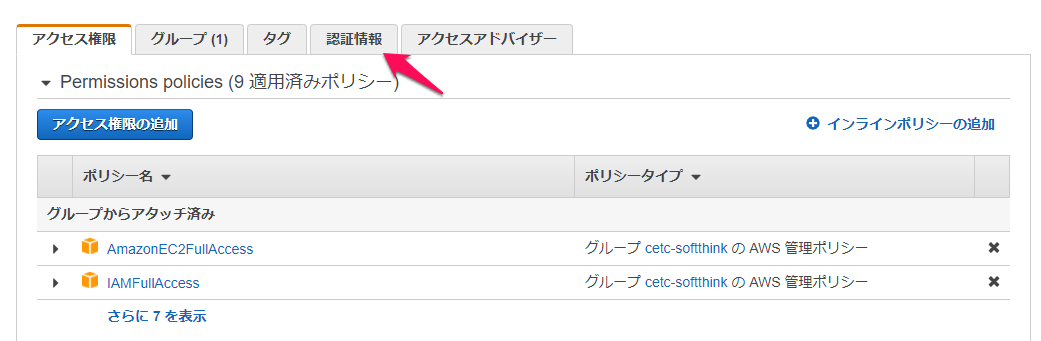 アクセス権限 グループ (1) タグ 認証情報 アクセスアドバイザー
Permissions policies (9 適用済みポリシー)
アクセス権限の追加 インラインポリシーの追加
ポリシー名 ポリシータイプ
グループからアタッチ済み
AmazonEC2FullAccess グループ cetc-softthink の AWS 管理ポリシー
IAMFullAccess グループ cetc-softthink の AWS 管理ポリシー
さらに 7 を表示